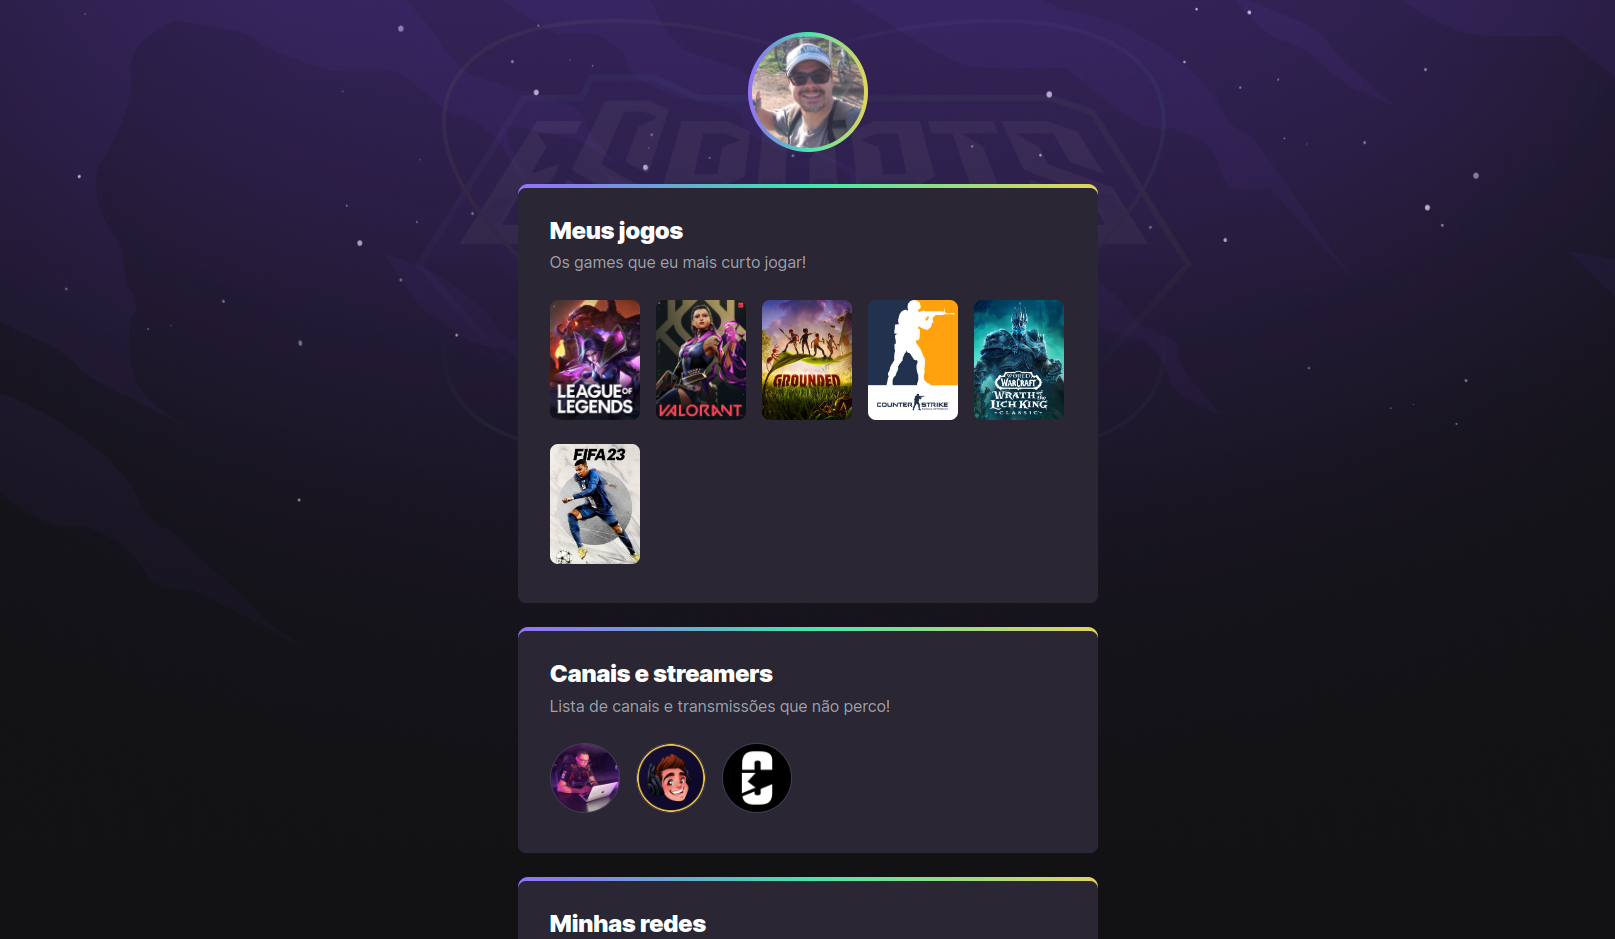 ESPORTS
Meus jogos
Os games que eu mais curto jogar!
LEAGUE OF
LEGENDS
VALORANT
GROUNDED
COUNTER STRIKE
WORLD
WARCRAFT
WRATH of the
LICH KING
CLASSIC
FIFA 23
Canais e streamers
Lista de canais e transmissões que não perco!
Minhas redes